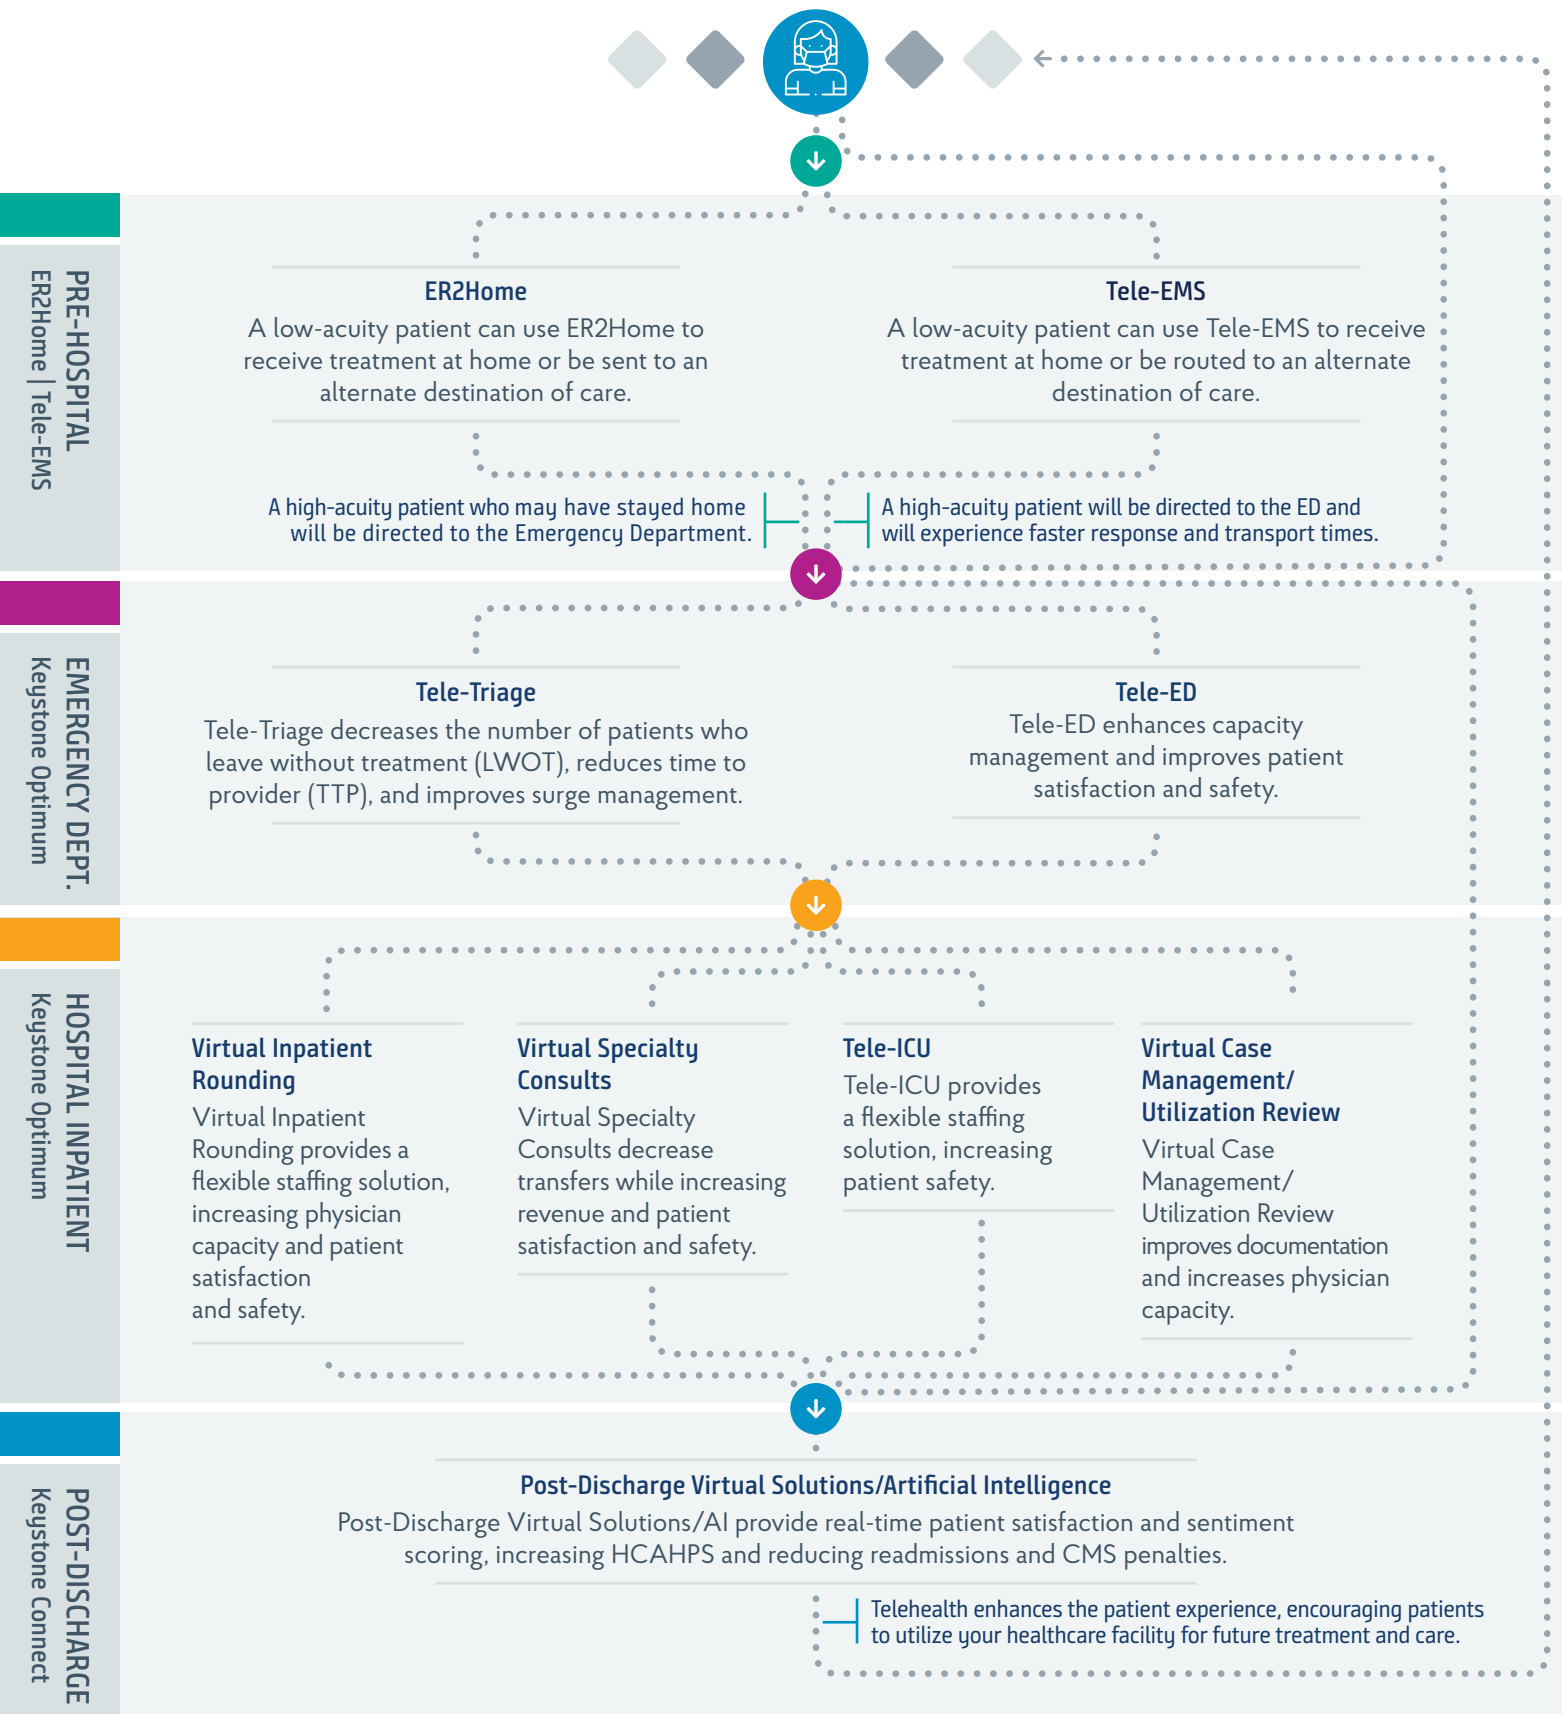 PRE-HOSPITAL
ER2Home | Tele-EMS
ER2Home
A low-acuity patient can use ER2Home to
receive treatment at home or be sent to an
alternate destination of care.
Tele-EMS
A low-acuity patient can use Tele-EMS to receive
treatment at home or be routed to an alternate
destination of care.
A high-acuity patient who may have stayed home
will be directed to the Emergency Department.
A high-acuity patient will be directed to the ED and
will experience faster response and transport times.
EMERGENCY DEPT.
Keystone Optimum
Tele-Triage
Tele-Triage decreases the number of patients who
leave without treatment (LWOT), reduces time to
provider (TTP), and improves surge management.
Tele-ED
Tele-ED enhances capacity
management and improves patient
satisfaction and safety.
HOSPITAL INPATIENT
Keystone Optimum
Virtual Inpatient
Rounding
Virtual Inpatient
Rounding provides a
flexible staffing solution,
increasing physician
capacity and patient
satisfaction
and safety.
Virtual Specialty
Consults
Virtual Specialty
Consults decrease
transfers while increasing
revenue and patient
satisfaction and safety.
Tele-ICU
Tele-ICU provides
a flexible staffing
solution, increasing
patient safety.
Virtual Case
Management/
Utilization Review
Virtual Case
Management/
Utilization Review
improves documentation
and increases physician
capacity.
POST-DISCHARGE
Keystone Connect
Post-Discharge Virtual Solutions/Artificial Intelligence
Post-Discharge Virtual Solutions/AI provide real-time patient satisfaction and sentiment
scoring, increasing HCAHPS and reducing readmissions and CMS penalties.
Telehealth enhances the patient experience, encouraging patients
to utilize your healthcare facility for future treatment and care.